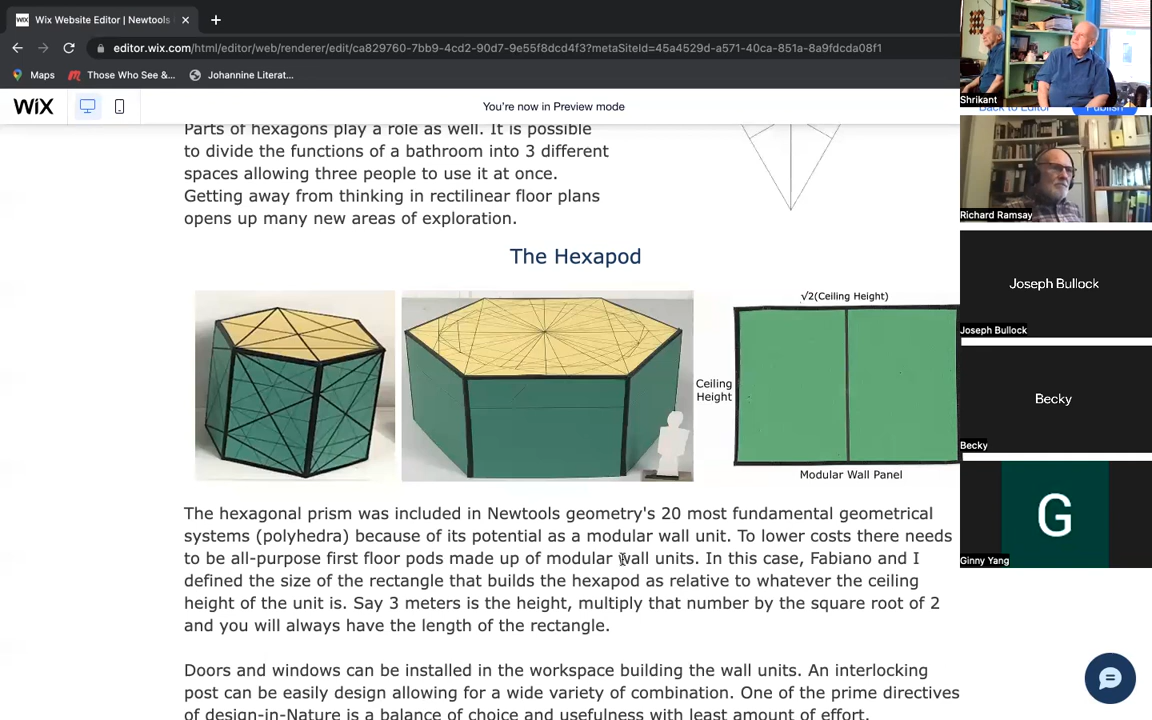 Wix Website Editor | Newtools
editor.wix.com/html/editor/web/renderer/edit/ca829760-7bb9-4cd2-90d7-9e55f8dcd4f3?metaSiteId=45a4529d-a571-40ca-851a-8a9fdcda08f1
Maps
Those Who See &...
Johannine Literat...
WiX
You're now in Preview mode
Back to Editor
Publish
Parts of hexagons play a role as well. It is possible
to divide the functions of a bathroom into 3 different
spaces allowing three people to use it at once.
Getting away from thinking in rectilinear floor plans
opens up many new areas of exploration.
The Hexapod
√2(Ceiling Height)
Ceiling
Height
Modular Wall Panel
The hexagonal prism was included in Newtools geometry's 20 most fundamental geometrical
systems (polyhedra) because of its potential as a modular wall unit. To lower costs there needs
to be all-purpose first floor pods made up of modular wall units. In this case, Fabiano and I
defined the size of the rectangle that builds the hexapod as relative to whatever the ceiling
height of the unit is. Say 3 meters is the height, multiply that number by the square root of 2
and you will always have the length of the rectangle.
Doors and windows can be installed in the workspace building the wall units. An interlocking
post can be easily design allowing for a wide variety of combination. One of the prime directives
of design-in-Nature is a balance of choice and usefulness with least amount of effort.
Shrikant
Richard Ramsay
Joseph Bullock
Joseph Bullock
Becky
Becky
G
Ginny Yang